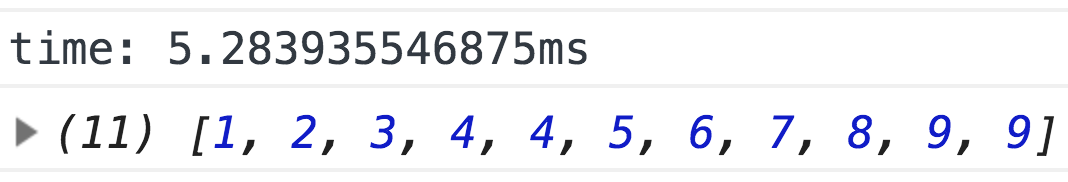 time: 5.283935546875ms
(11) [1, 2, 3, 4, 4, 5, 6, 7, 8, 9, 9]